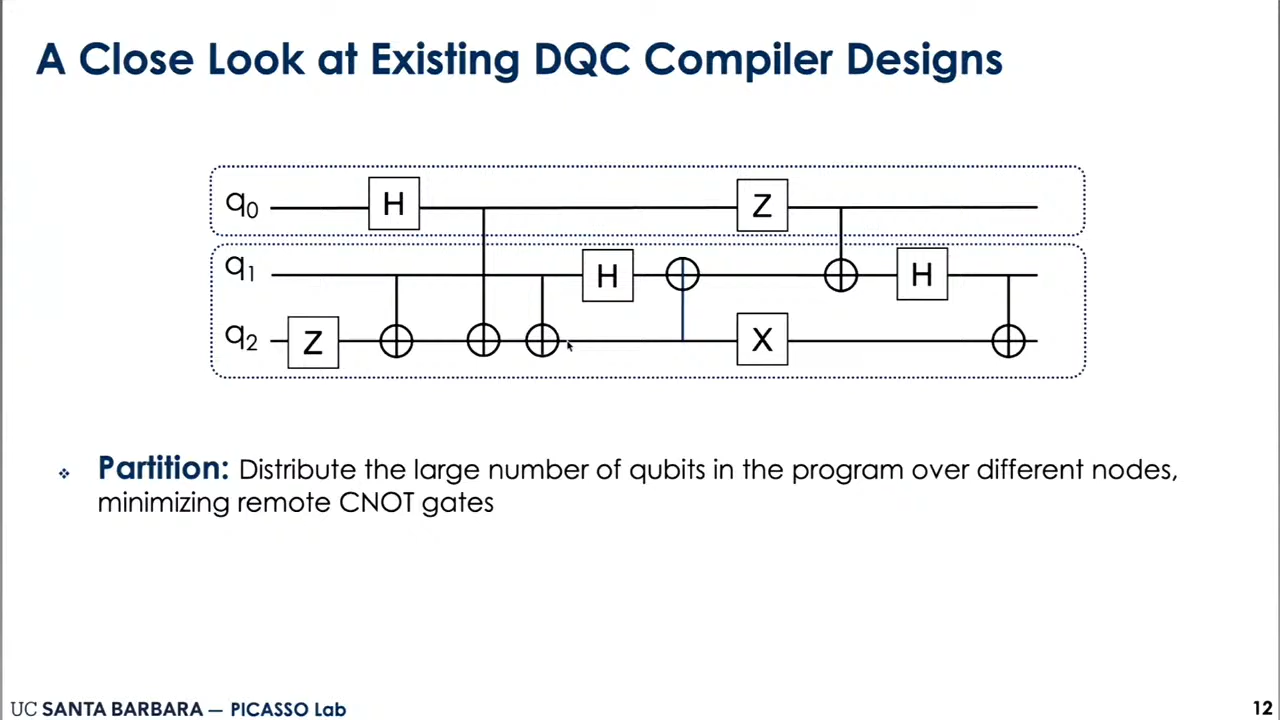 A Close Look at Existing DQC Compiler Designs
q0 H Z
q1 H H
q2 Z X
Partition: Distribute the large number of qubits in the program over different nodes,
minimizing remote CNOT gates
UC SANTA BARBARA — PICASSO Lab
12